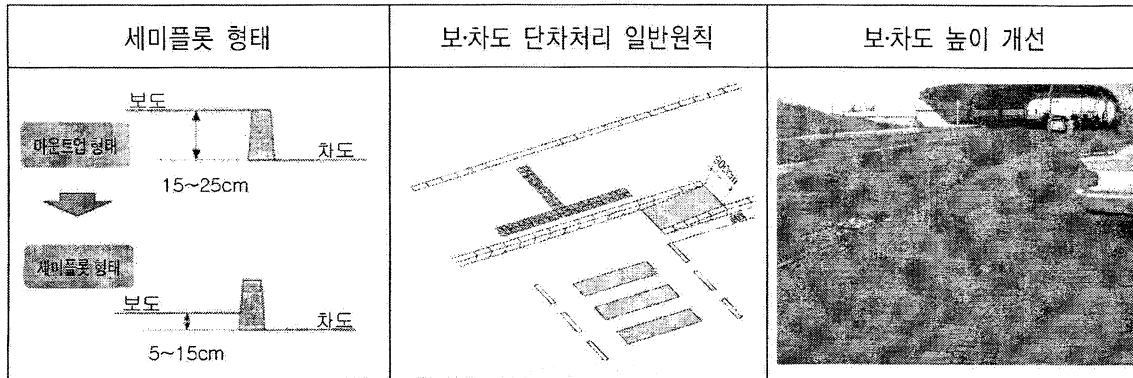 세미플롯 형태
보·차도 단차처리 일반원칙
보·차도 높이 개선
보도
마운트업 형태
차도
15~25cm
세미플롯 형태
보도
차도
5~15cm